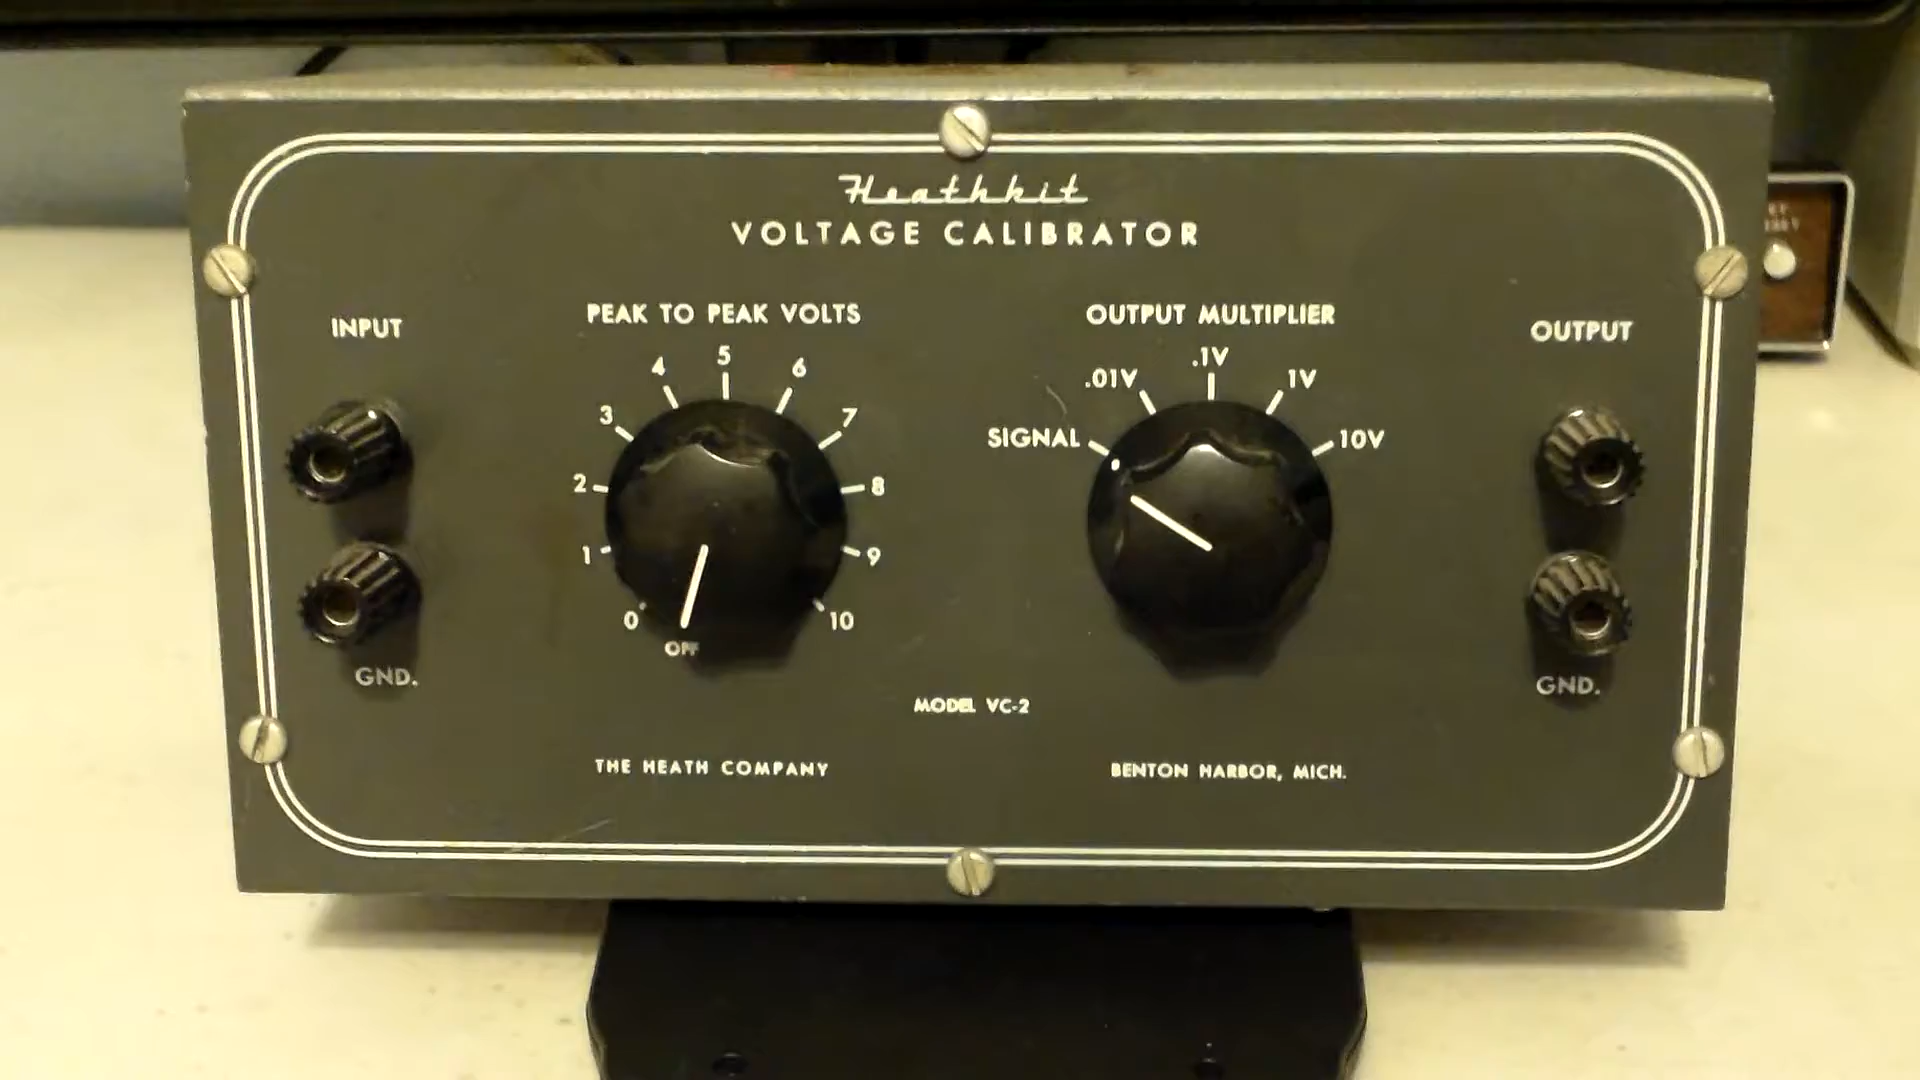 Heathkit
VOLTAGE CALIBRATOR
INPUT
PEAK TO PEAK VOLTS
OUTPUT MULTIPLIER
OUTPUT
0
1
2
3
4
5
6
7
8
9
10
OFF
SIGNAL
.01V
.1V
1V
10V
GND.
GND.
MODEL VC-2
THE HEATH COMPANY
BENTON HARBOR, MICH.